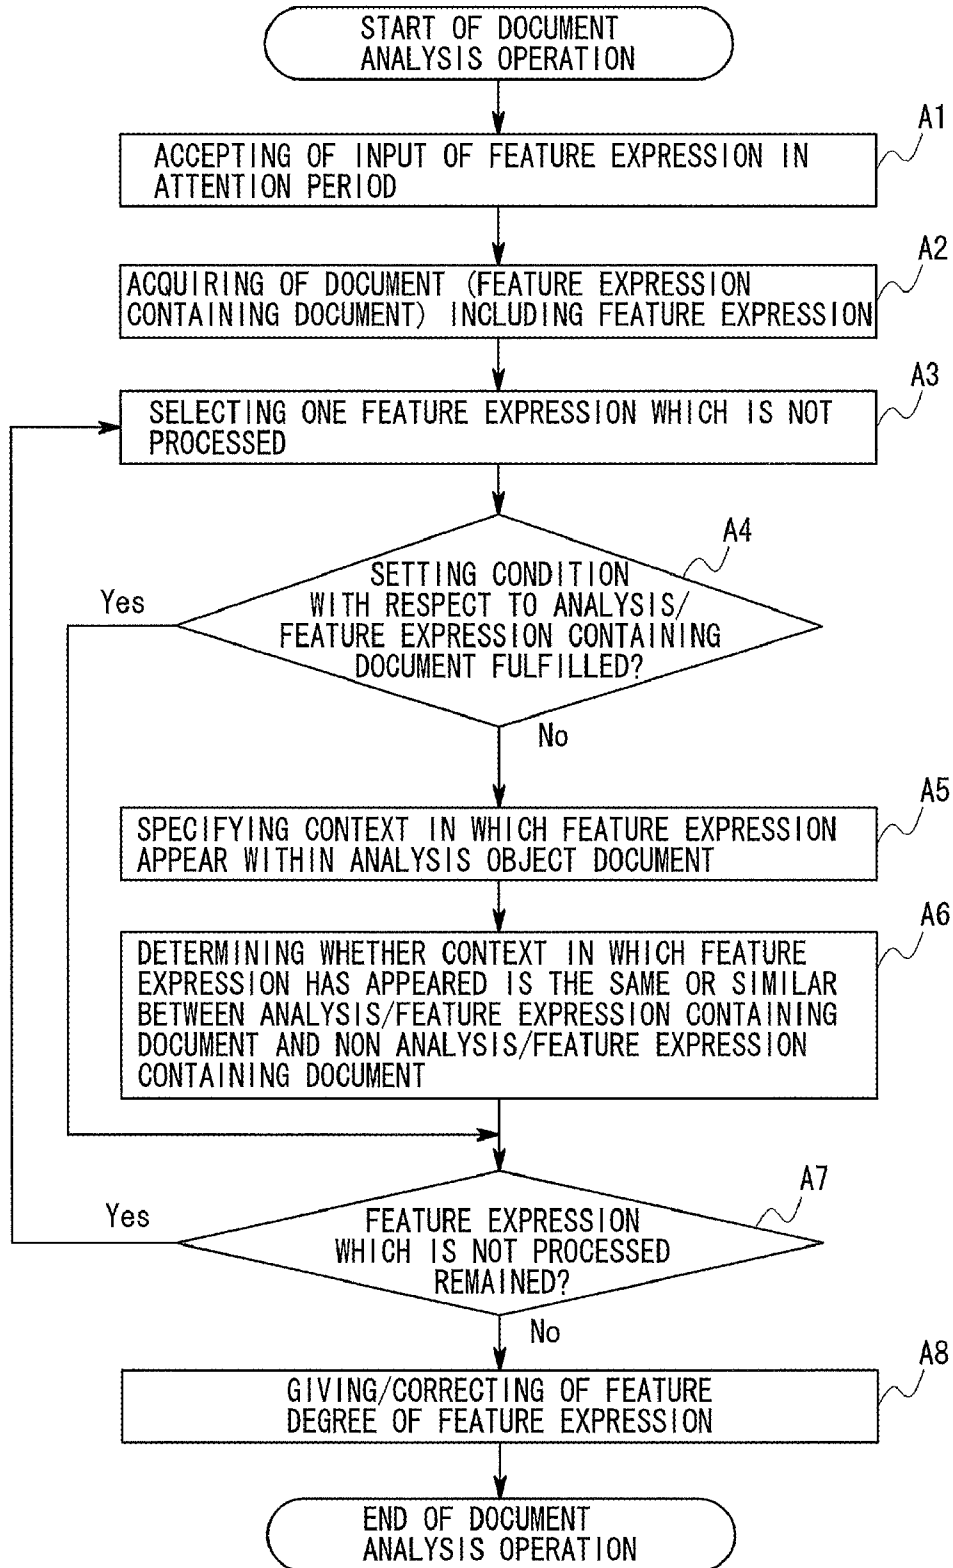 START OF DOCUMENT
ANALYSIS OPERATION
A1
ACCEPTING OF INPUT OF FEATURE EXPRESSION IN
ATTENTION PERIOD
A2
ACQUIRING OF DOCUMENT (FEATURE EXPRESSION
CONTAINING DOCUMENT) INCLUDING FEATURE EXPRESSION
A3
SELECTING ONE FEATURE EXPRESSION WHICH IS NOT
PROCESSED
A4
SETTING CONDITION
WITH RESPECT TO ANALYSIS/
FEATURE EXPRESSION CONTAINING
DOCUMENT FULFILLED?
Yes
No
A5
SPECIFYING CONTEXT IN WHICH FEATURE EXPRESSION
APPEAR WITHIN ANALYSIS OBJECT DOCUMENT
A6
DETERMINING WHETHER CONTEXT IN WHICH FEATURE
EXPRESSION HAS APPEARED IS THE SAME OR SIMILAR
BETWEEN ANALYSIS/FEATURE EXPRESSION CONTAINING
DOCUMENT AND NON ANALYSIS/FEATURE EXPRESSION
CONTAINING DOCUMENT
A7
Yes
FEATURE EXPRESSION
WHICH IS NOT PROCESSED
REMAINED?
No
A8
GIVING/CORRECTING OF FEATURE
DEGREE OF FEATURE EXPRESSION
END OF DOCUMENT
ANALYSIS OPERATION